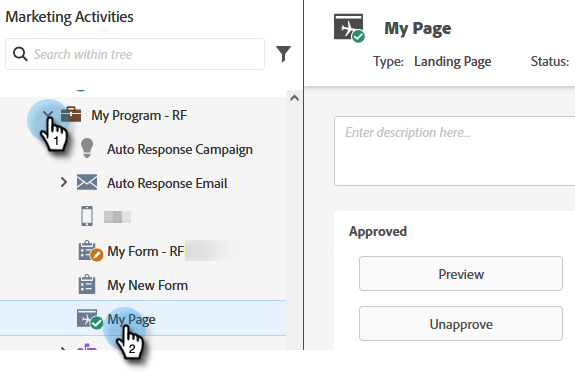 Marketing Activities
Search within tree
My Program - RF
1
Auto Response Campaign
Auto Response Email
My Form - RF
My New Form
My Page
2
My Page
Type: Landing Page Status:
Enter description here...
Approved
Preview
Unapprove